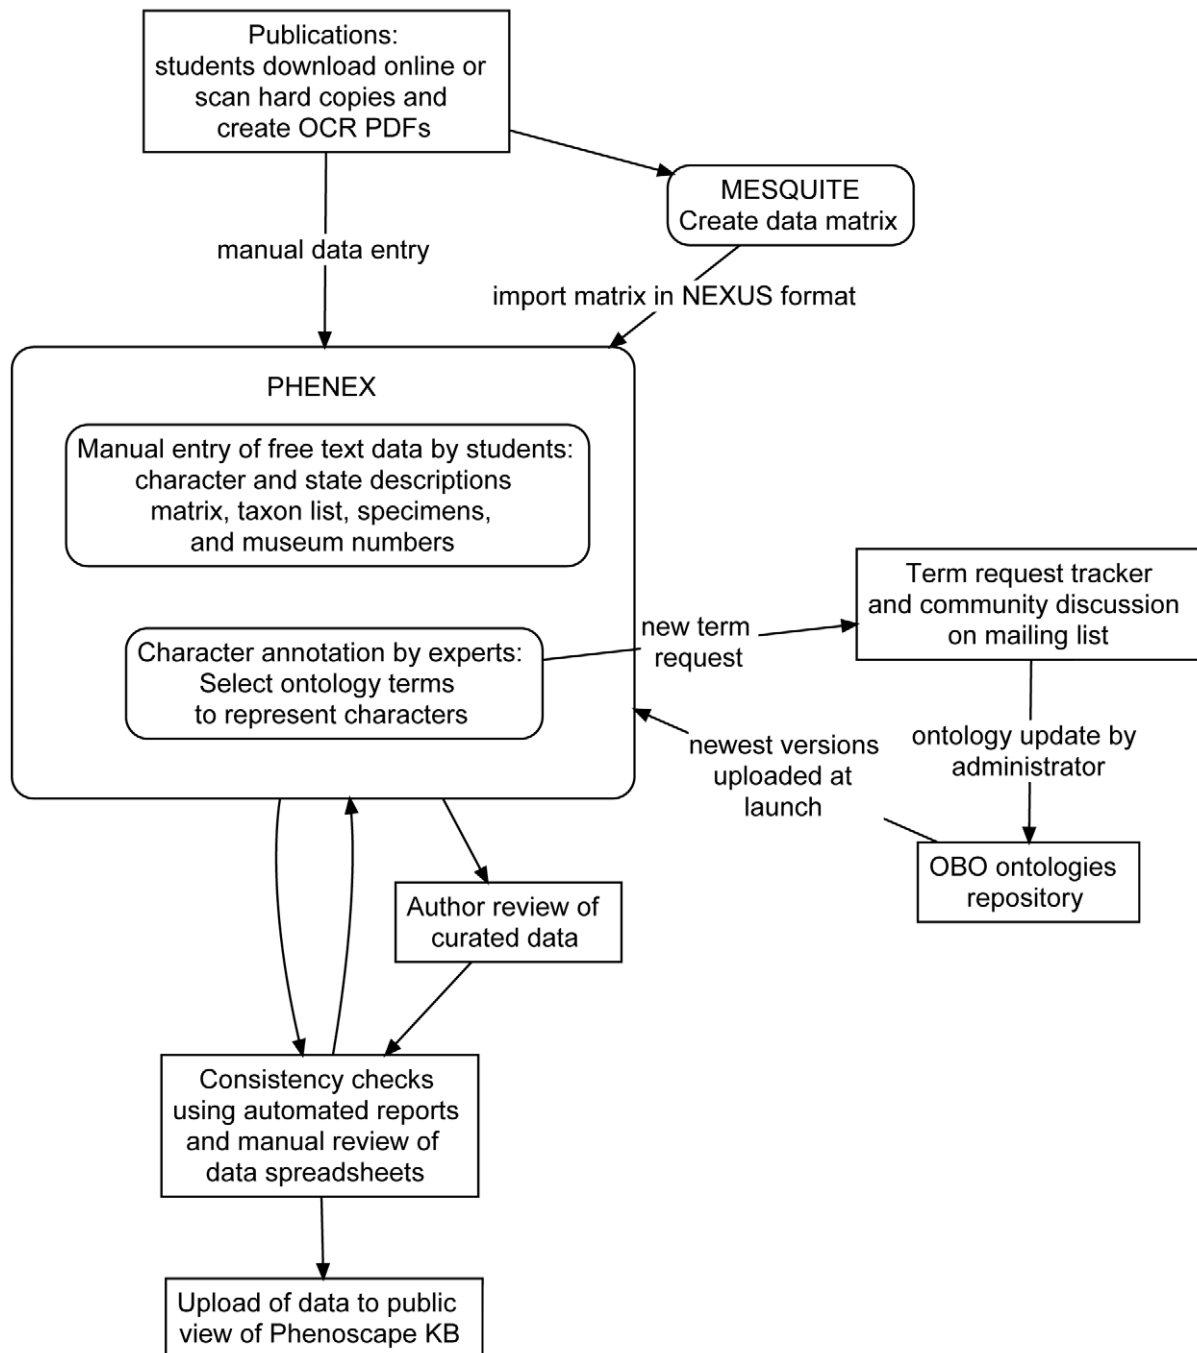 Publications:
students download online or
scan hard copies and
create OCR PDFs
MESQUITE
Create data matrix
manual data entry
import matrix in NEXUS format
PHENEX
Manual entry of free text data by students:
character and state descriptions
matrix, taxon list, specimens,
and museum numbers
Character annotation by experts:
Select ontology terms
to represent characters
new term
request
Term request tracker
and community discussion
on mailing list
newest versions
uploaded at
launch
ontology update by
administrator
OBO ontologies
repository
Author review of
curated data
Consistency checks
using automated reports
and manual review of
data spreadsheets
Upload of data to public
view of Phenoscape KB